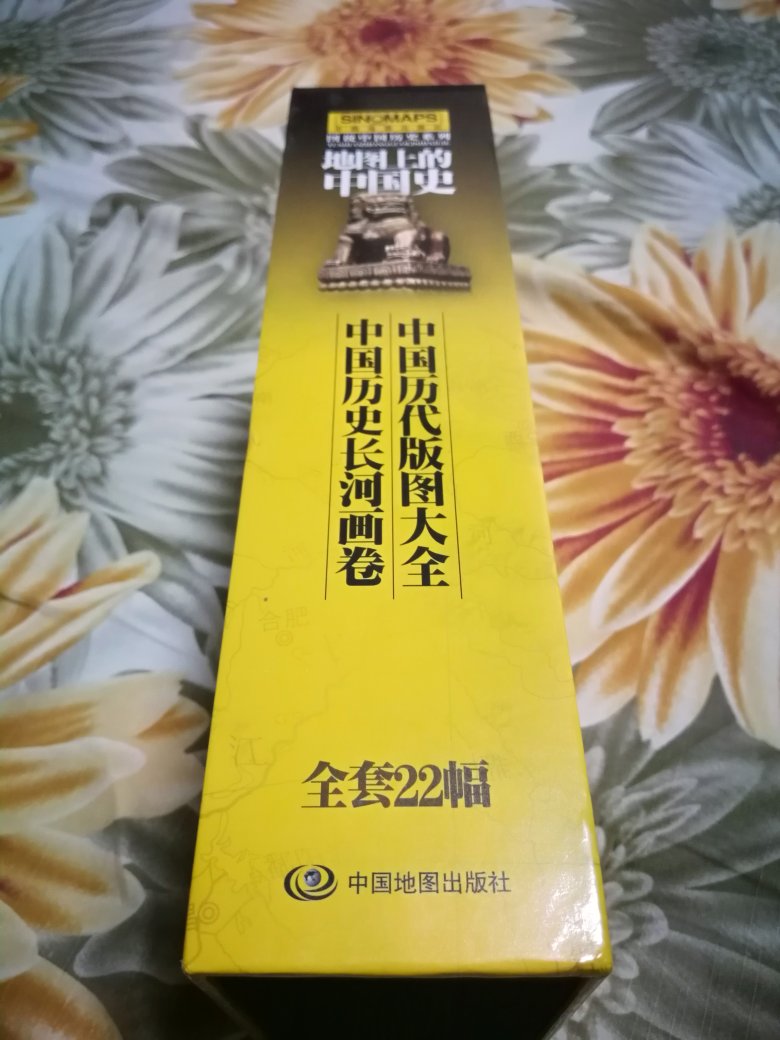 SINOMAPS
地图上的
中国史
中国历代版图大全
中国历史长河画卷
合肥
江
全套22幅
中国地图出版社